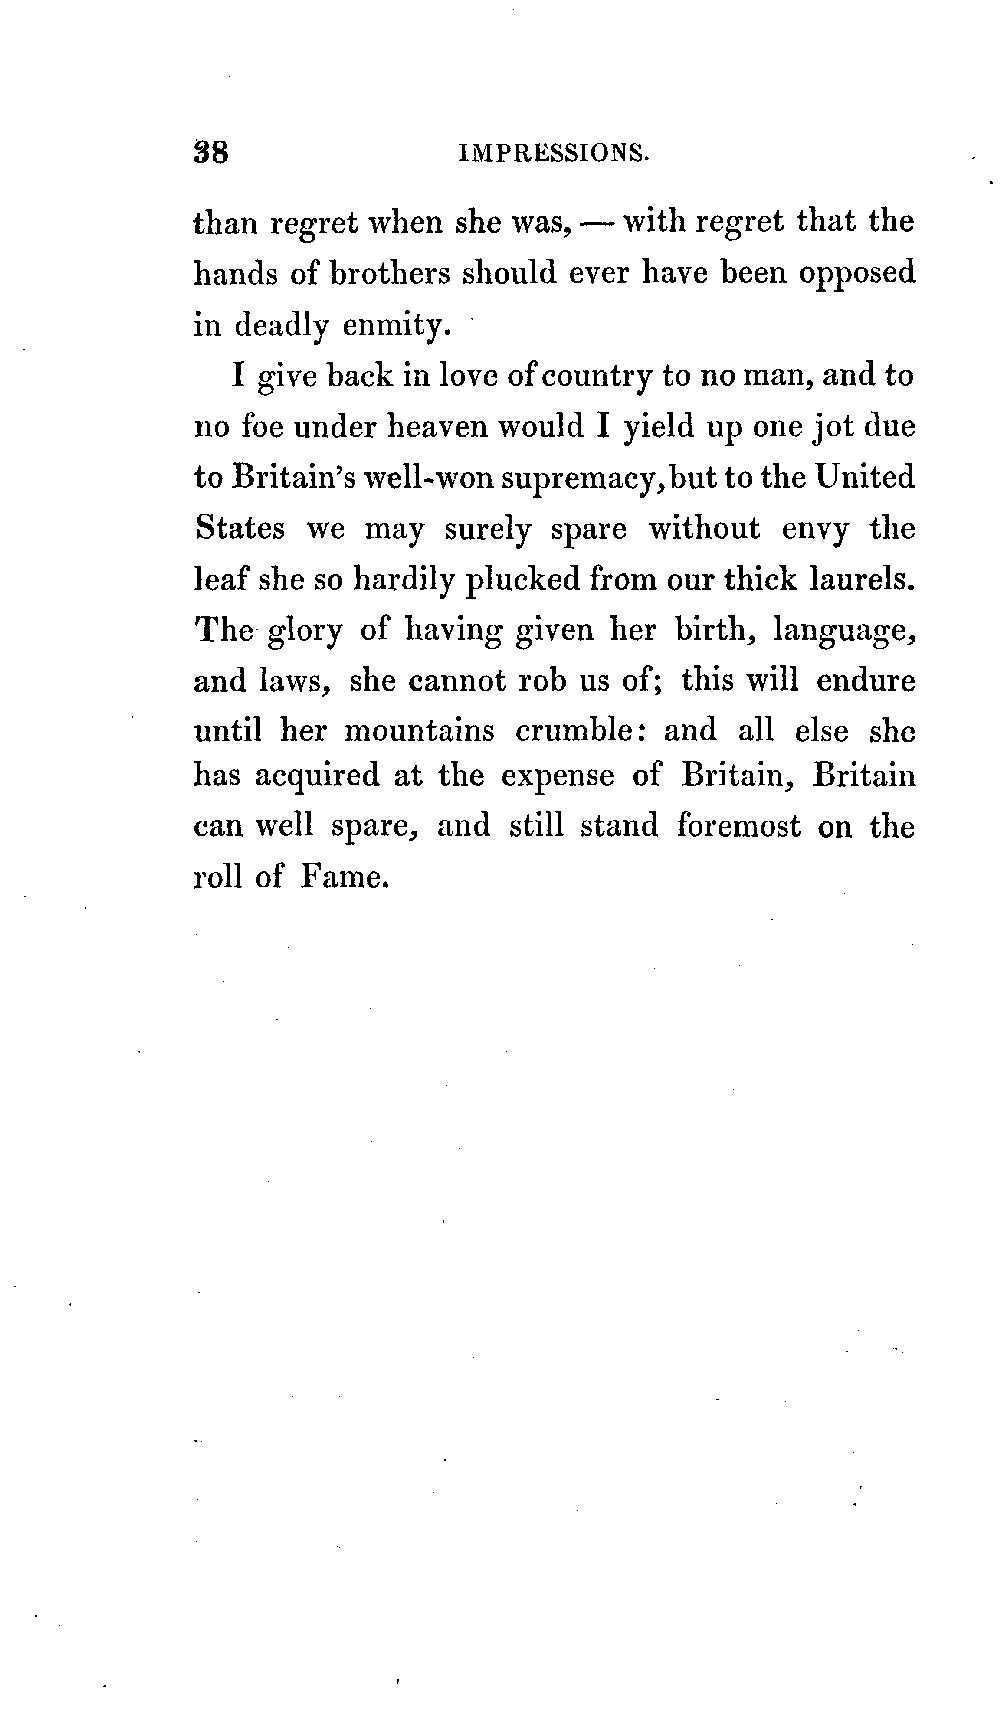 38 IMPRESSIONS.
than regret when she was, — with regret that the
hands of brothers should ever have been opposed
in deadly enmity.
I give back in love of country to no man, and to
no foe under heaven would I yield up one jot due
to Britain's well-won supremacy, but to the United
States we may surely spare without envy the
leaf she so hardily plucked from our thick laurels.
The glory of having given her birth, language,
and laws, she cannot rob us of; this will endure
until her mountains crumble: and all else she
has acquired at the expense of Britain, Britain
can well spare, and still stand foremost on the
roll of Fame.